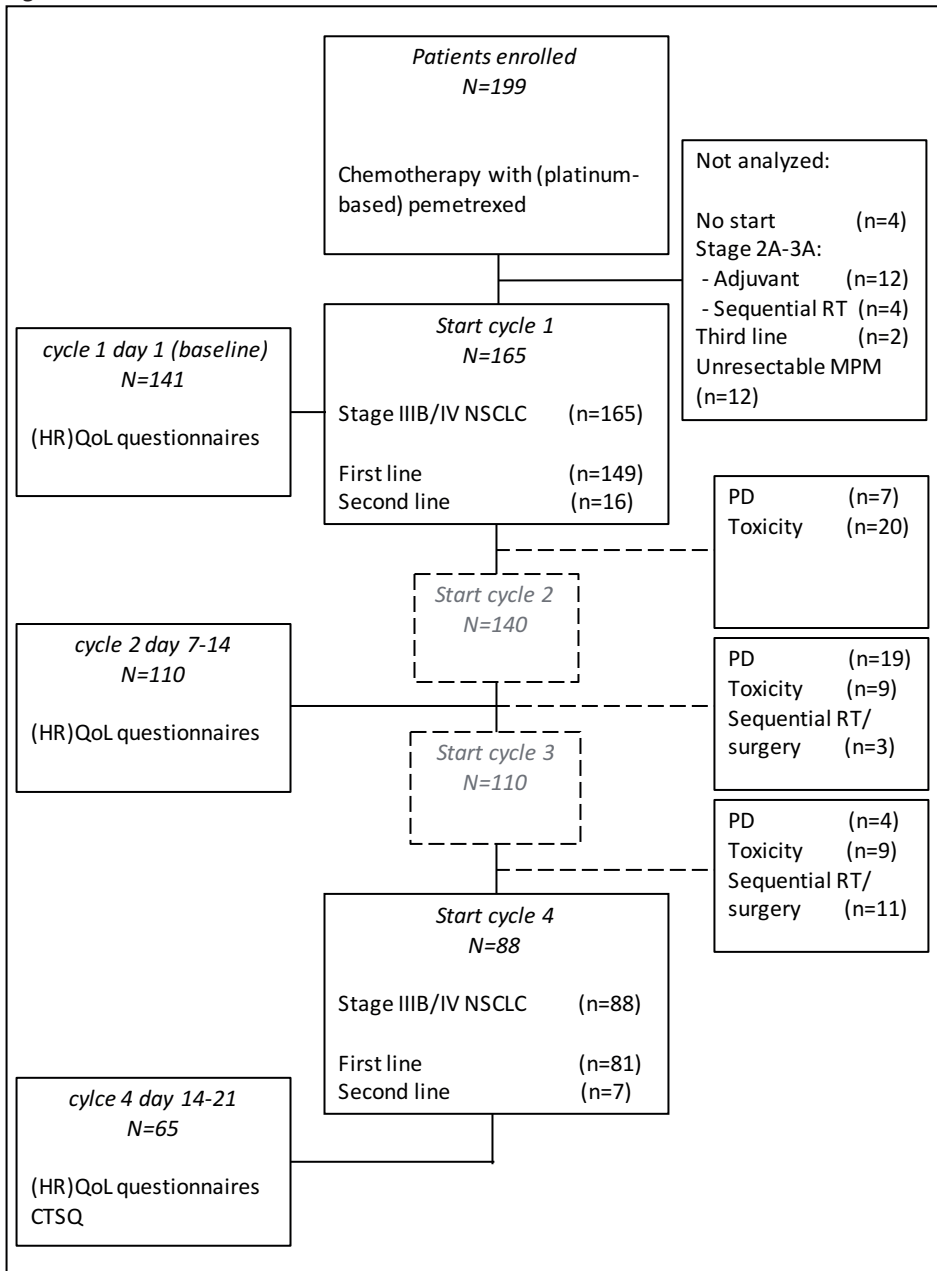 Patients enrolled
N=199
Chemotherapy with (platinum-
based) pemetrexed
Not analyzed:
No start (n=4)
Stage 2A-3A:
- Adjuvant (n=12)
- Sequential RT (n=4)
Third line (n=2)
Unresectable MPM
(n=12)
Start cycle 1
N=165
Stage IIIB/IV NSCLC (n=165)
First line (n=149)
Second line (n=16)
cycle 1 day 1 (baseline)
N=141
(HR)QoL questionnaires
PD (n=7)
Toxicity (n=20)
Start cycle 2
N=140
cycle 2 day 7-14
N=110
(HR)QoL questionnaires
PD (n=19)
Toxicity (n=9)
Sequential RT/
surgery (n=3)
Start cycle 3
N=110
PD (n=4)
Toxicity (n=9)
Sequential RT/
surgery (n=11)
Start cycle 4
N=88
Stage IIIB/IV NSCLC (n=88)
First line (n=81)
Second line (n=7)
cylce 4 day 14-21
N=65
(HR)QoL questionnaires
CTSQ